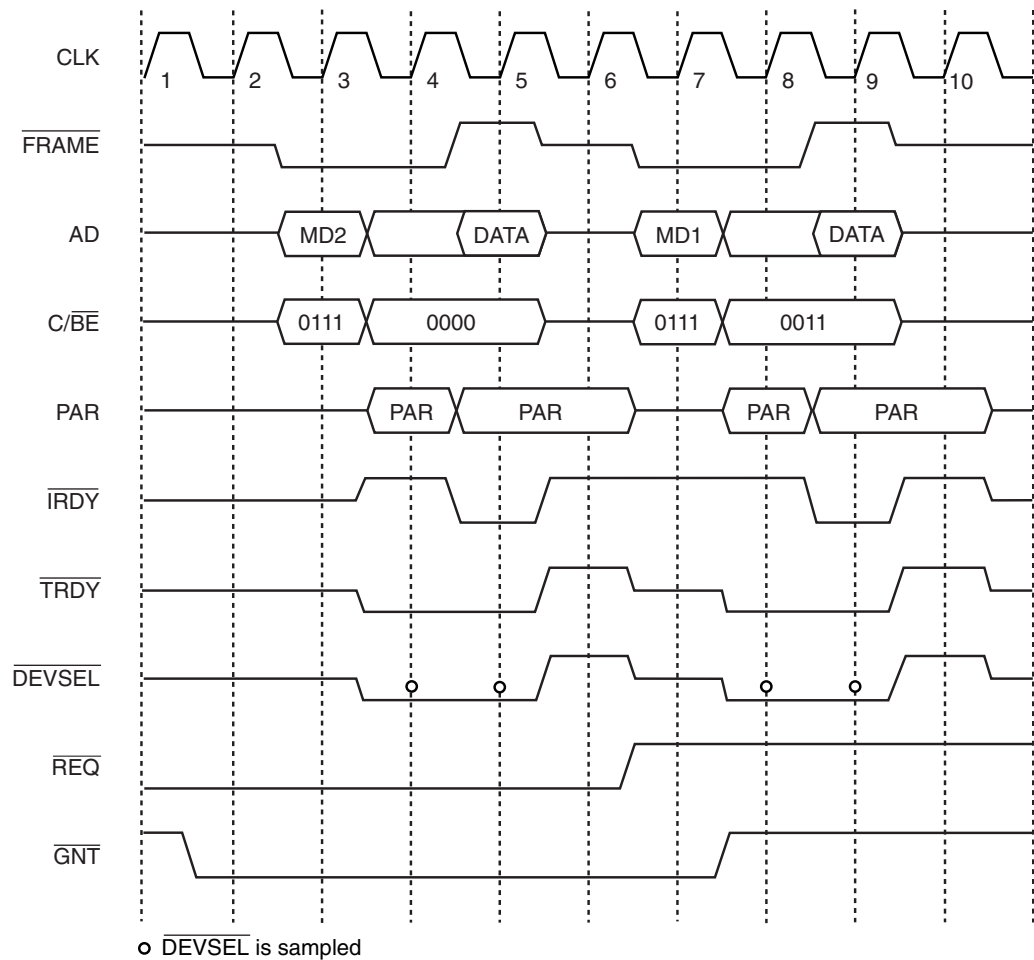 CLK
1 2 3 4 5 6 7 8 9 10
FRAME
AD MD2 DATA MD1 DATA
C/BE 0111 0000 0111 0011
PAR PAR PAR PAR PAR
IRDY
TRDY
DEVSEL
REQ
GNT
DEVSEL is sampled